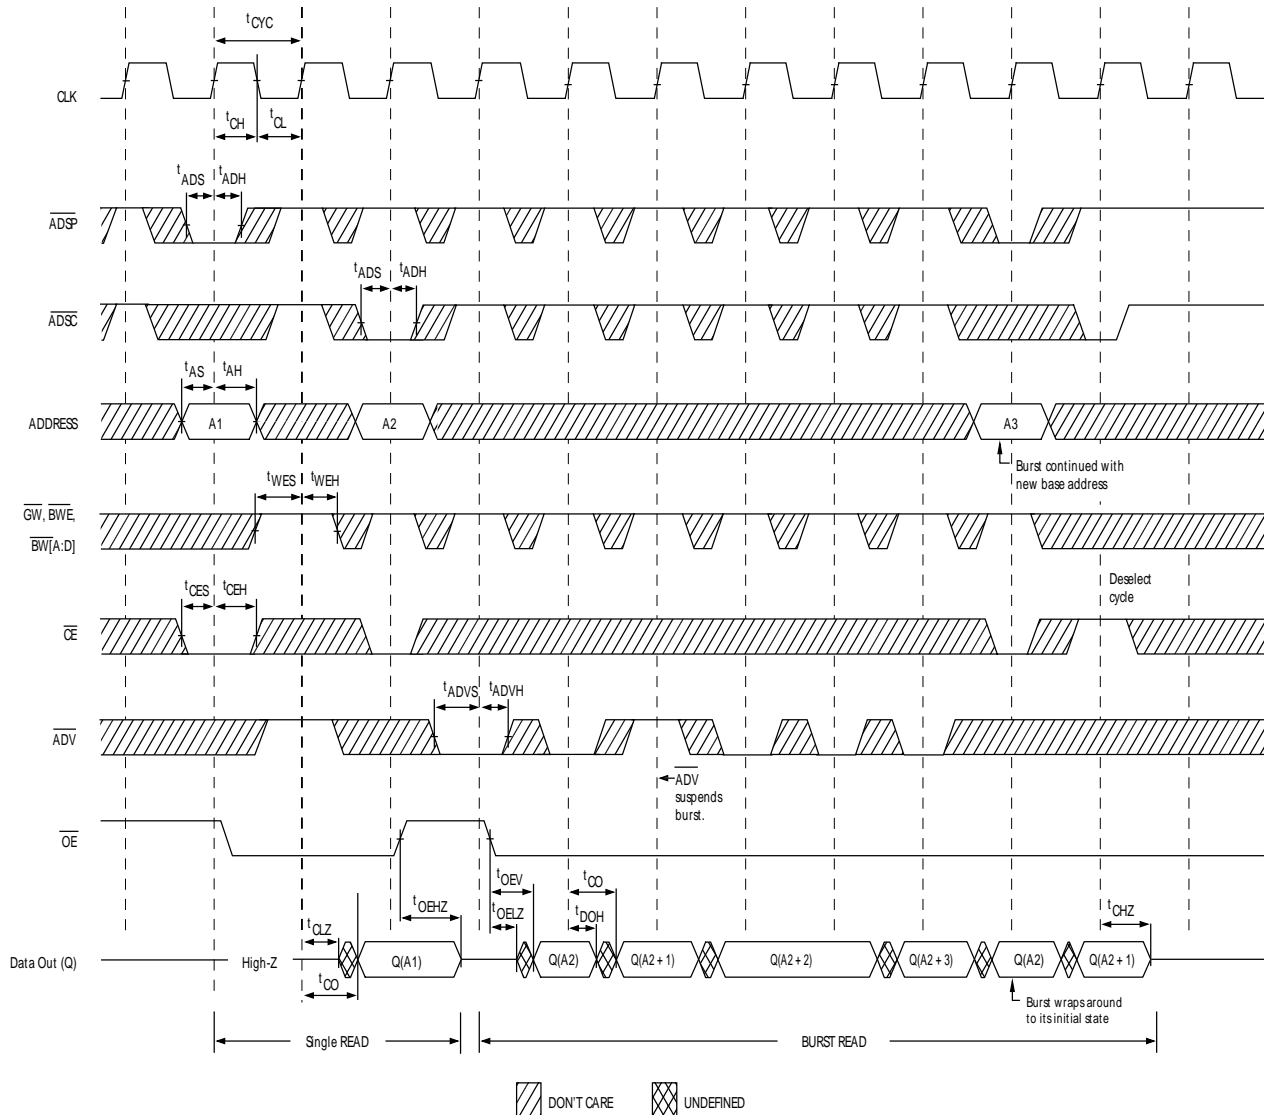 tCYC
CLK
tCH
tCL
tADS
tADH
ADSP
tADS
tADH
ADSC
tAS
tAH
ADDRESS
A1
A2
A3
Burst continued with
new base address
tWES
tWEH
GW, BWE,
BW[A:D]
tCES
tCEH
Deselect
cycle
CE
tADVS
tADVH
ADV
ADV
suspends
burst.
OE
tOEV
tCO
tOEHZ
tOELZ
tDOH
tCHZ
tCLZ
Data Out (Q)
High-Z
Q(A1)
Q(A2)
Q(A2 + 1)
Q(A2 + 2)
Q(A2 + 3)
Q(A2)
Q(A2 + 1)
tCO
Burst wraps around
to its initial state
Single READ
BURST READ
DON'T CARE
UNDEFINED